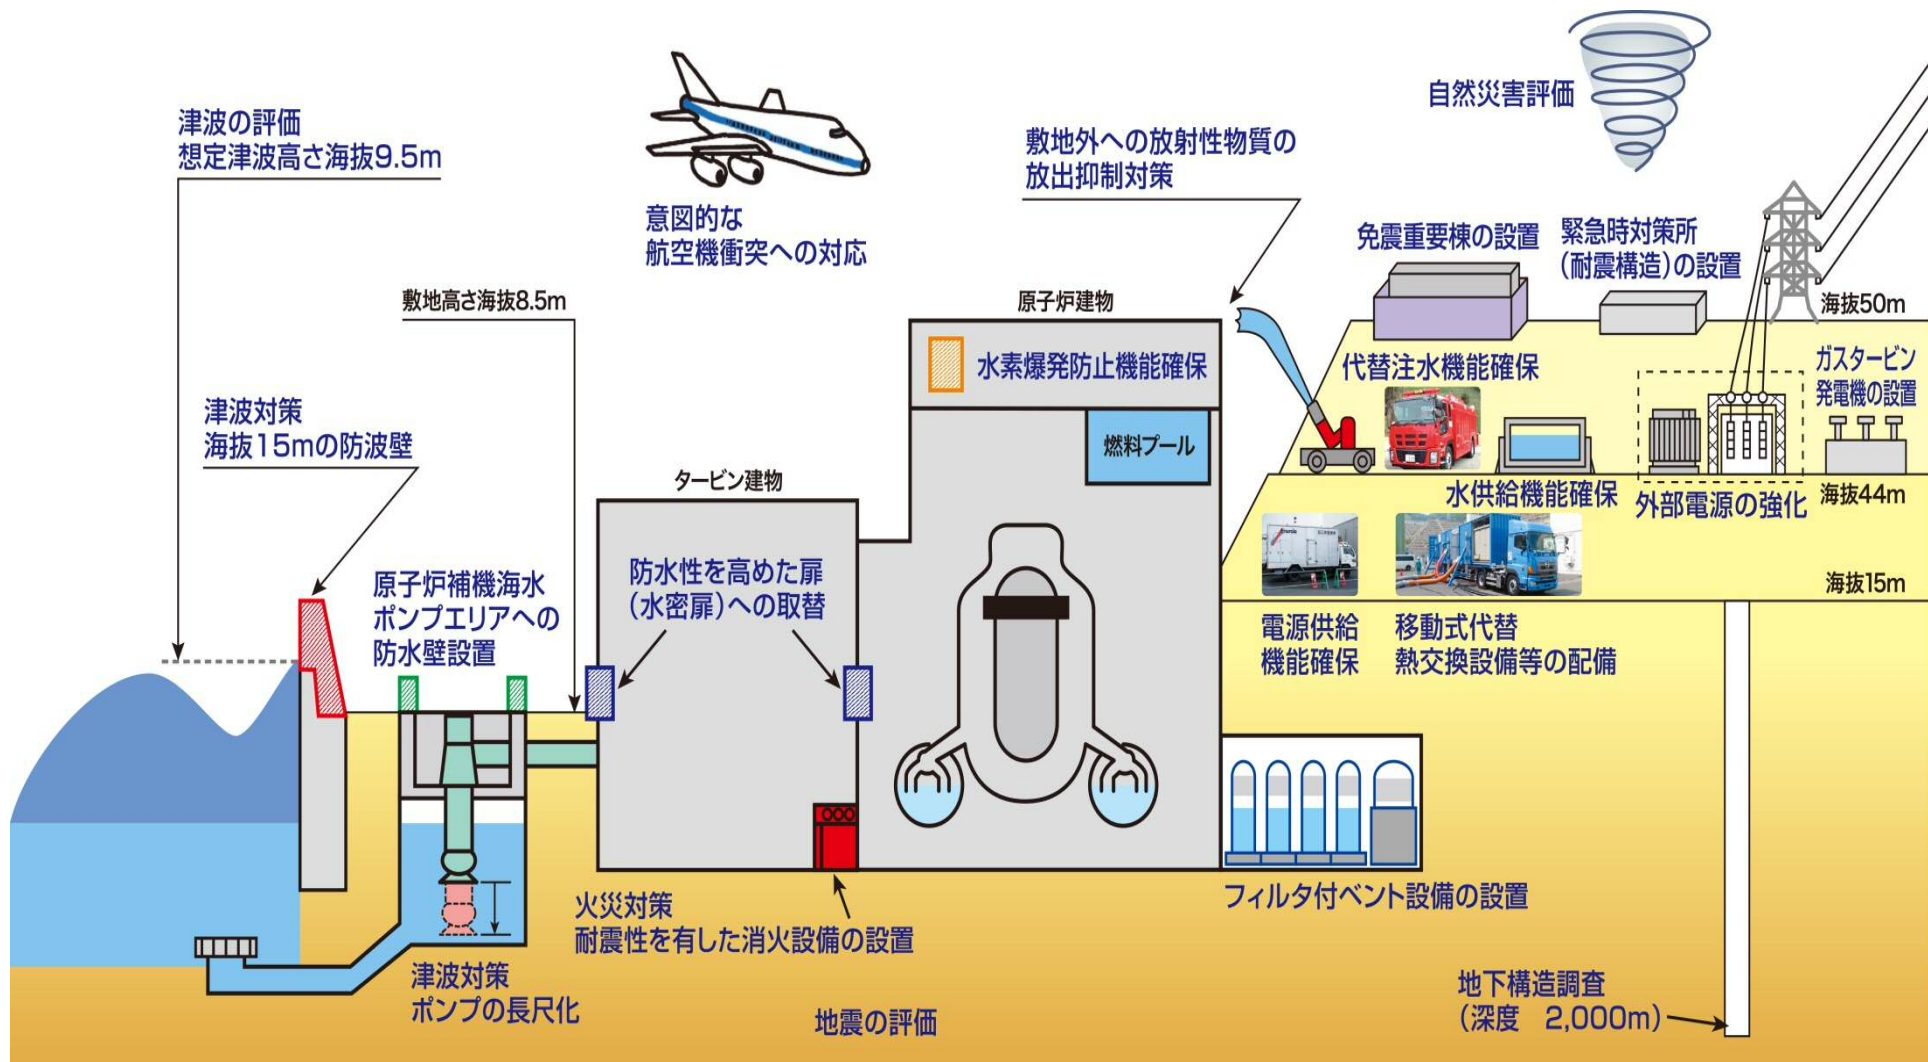 津波の評価
想定津波高さ海抜9.5m
意図的な
航空機衝突への対応
敷地外への放射性物質の
放出抑制対策
自然災害評価
免震重要棟の設置
緊急時対策所
(耐震構造)の設置
海抜50m
敷地高さ海抜8.5m
原子炉建物
水素爆発防止機能確保
燃料プール
代替注水機能確保
ガスタービン
発電機の設置
水供給機能確保
外部電源の強化
海抜44m
津波対策
海抜15mの防波壁
タービン建物
防水性を高めた扉
(水密扉)への取替
原子炉補機海水
ポンプエリアへの
防水壁設置
電源供給
機能確保
移動式代替
熱交換設備等の配備
海抜15m
フィルタ付ベント設備の設置
火災対策
耐震性を有した消火設備の設置
津波対策
ポンプの長尺化
地震の評価
地下構造調査
(深度 2,000m)